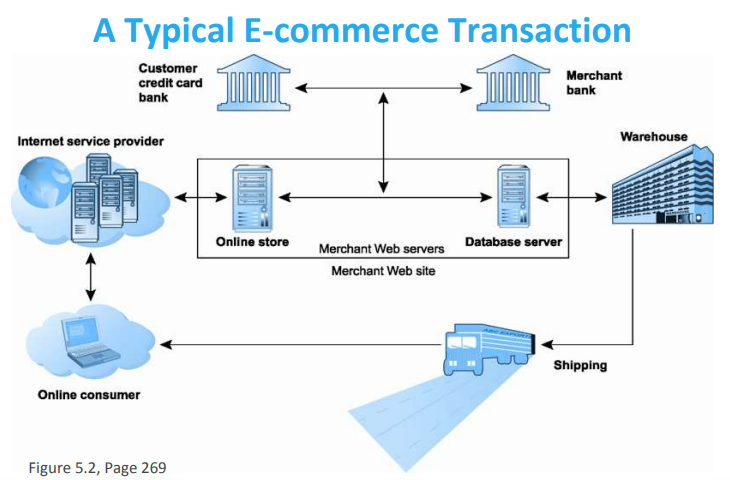 A Typical E-commerce Transaction
Customer
credit card
bank
Merchant
bank
Internet service provider
Warehouse
Online store
Merchant Web servers
Database server
Merchant Web site
Online consumer
Shipping
Figure 5.2, Page 269